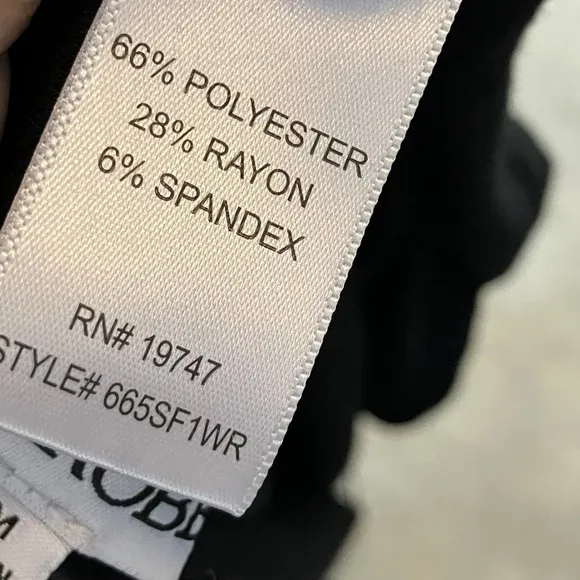 66% POLYESTER
28% RAYON
6% SPANDEX
RN# 19747
STYLE# 665SF1WR